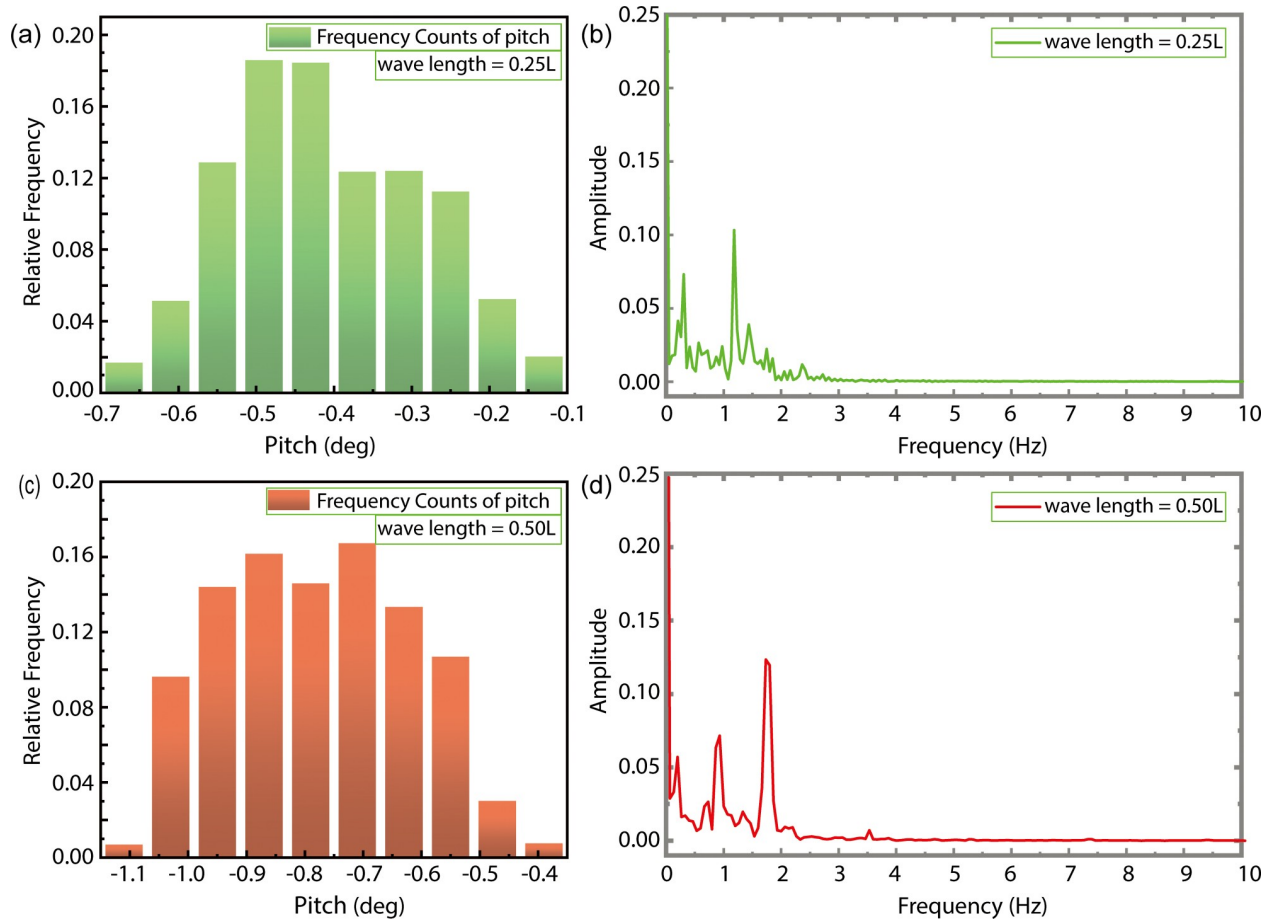 (a)
Frequency Counts of pitch
wave length = 0.25L
Relative Frequency
0.20
0.16
0.12
0.08
0.04
0.00
-0.7 -0.6 -0.5 -0.4 -0.3 -0.2 -0.1
Pitch (deg)
(b)
wave length = 0.25L
Amplitude
0.25
0.20
0.15
0.10
0.05
0.00
0 1 2 3 4 5 6 7 8 9 10
Frequency (Hz)
(c)
Frequency Counts of pitch
wave length = 0.50L
Relative Frequency
0.20
0.16
0.12
0.08
0.04
0.00
-1.1 -1.0 -0.9 -0.8 -0.7 -0.6 -0.5 -0.4
Pitch (deg)
(d)
wave length = 0.50L
Amplitude
0.25
0.20
0.15
0.10
0.05
0.00
0 1 2 3 4 5 6 7 8 9 10
Frequency (Hz)